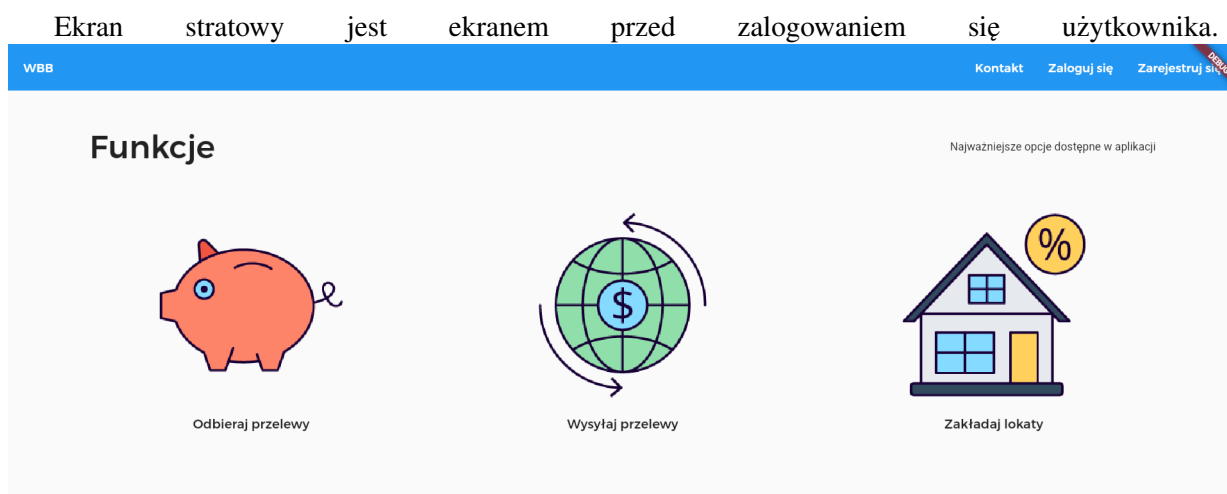 Ekran stratowy jest ekranem przed zalogowaniem się użytkownika.
WBB Kontakt Zaloguj się Zarejestruj się
DEBUG
Funkcje
Najważniejsze opcje dostępne w aplikacji
%
$
Odbieraj przelewy Wysyłaj przelewy Zakładaj lokaty